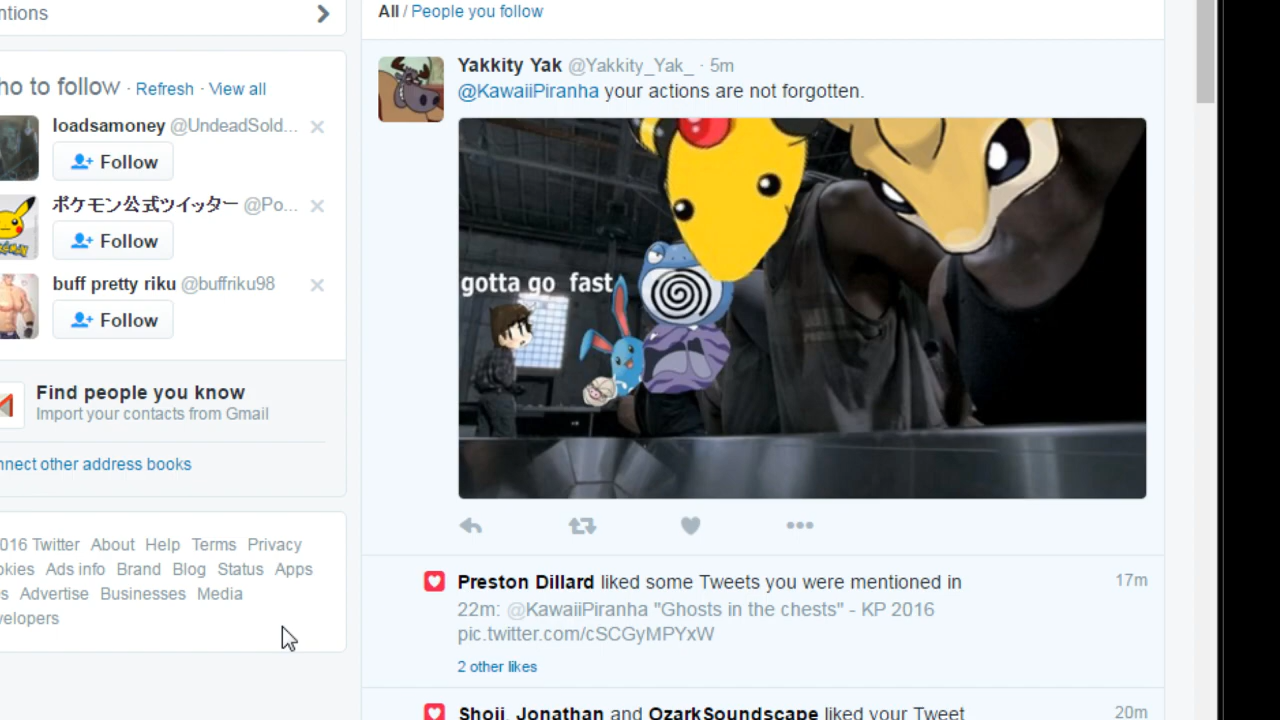 ntions
ho to follow · Refresh · View all
loadsamoney @UndeadSold...
Follow
ポケモン公式ツイッター @Po...
Follow
buff pretty riku @buffriku98
Follow
Find people you know
Import your contacts from Gmail
nnect other address books
016 Twitter About Help Terms Privacy
okies Ads info Brand Blog Status Apps
s Advertise Businesses Media
velopers
All / People you follow
Yakkity Yak @Yakkity_Yak_ · 5m
@KawaiiPiranha your actions are not forgotten.
gotta go fast
Preston Dillard liked some Tweets you were mentioned in 17m
22m: @KawaiiPiranha "Ghosts in the chests" - KP 2016
pic.twitter.com/cSCGyMPYxW
2 other likes
Shoji, Jonathan and OzarkSoundscape liked your Tweet 20m